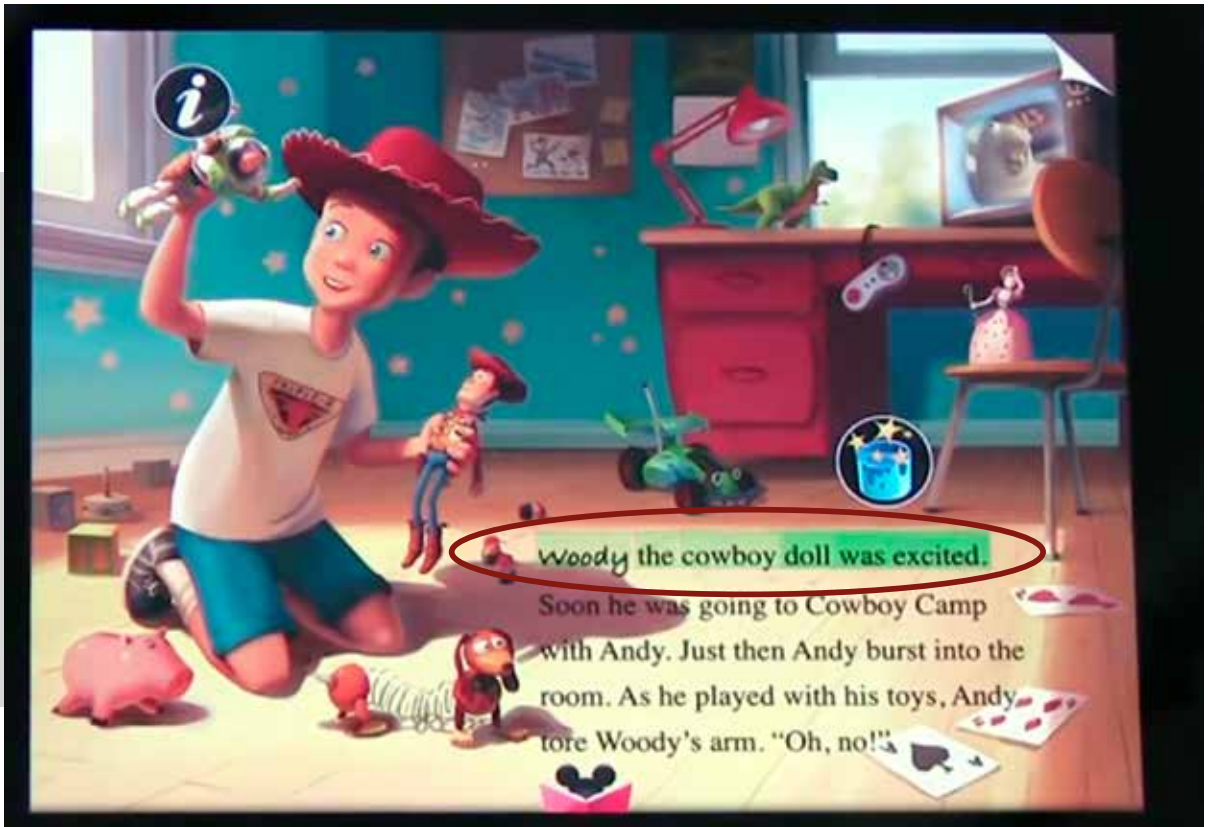 i
Woody the cowboy doll was excited.
Soon he was going to Cowboy Camp
with Andy. Just then Andy burst into the
room. As he played with his toys, Andy
tore Woody's arm. "Oh, no!"